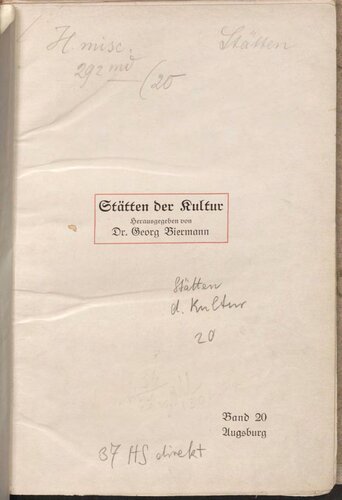 H. misc. Stätten
292 md (20
Stätten der Kultur
Herausgegeben von
Dr. Georg Biermann
Stätten
d. Kultur
20
Band 20
Augsburg
37 HS direkt